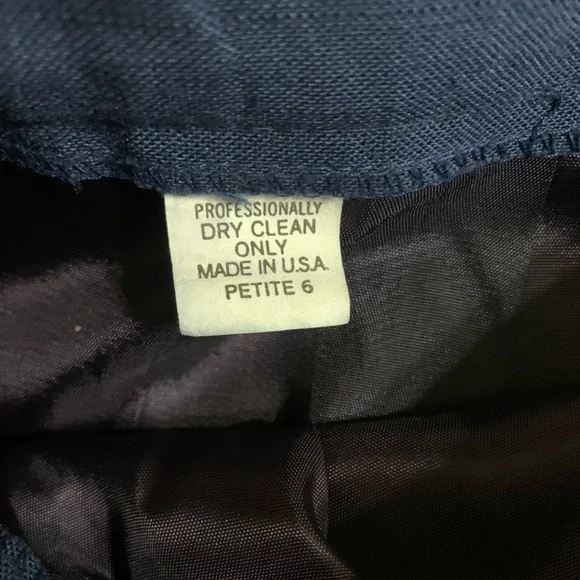 PROFESSIONALLY
DRY CLEAN
ONLY
MADE IN U.S.A.
PETITE 6